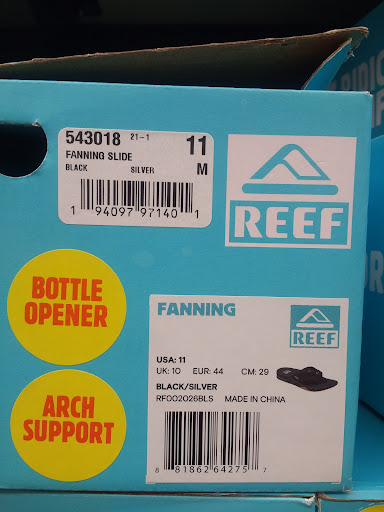 543018 21-1 11
FANNING SLIDE
BLACK SILVER M
1 94097 97140 1
REEF
BOTTLE
OPENER
FANNING
REEF
USA: 11
UK: 10 EUR: 44 CM: 29
BLACK/SILVER
RF002026BLS MADE IN CHINA
8 81862 64275 7
ARCH
SUPPORT